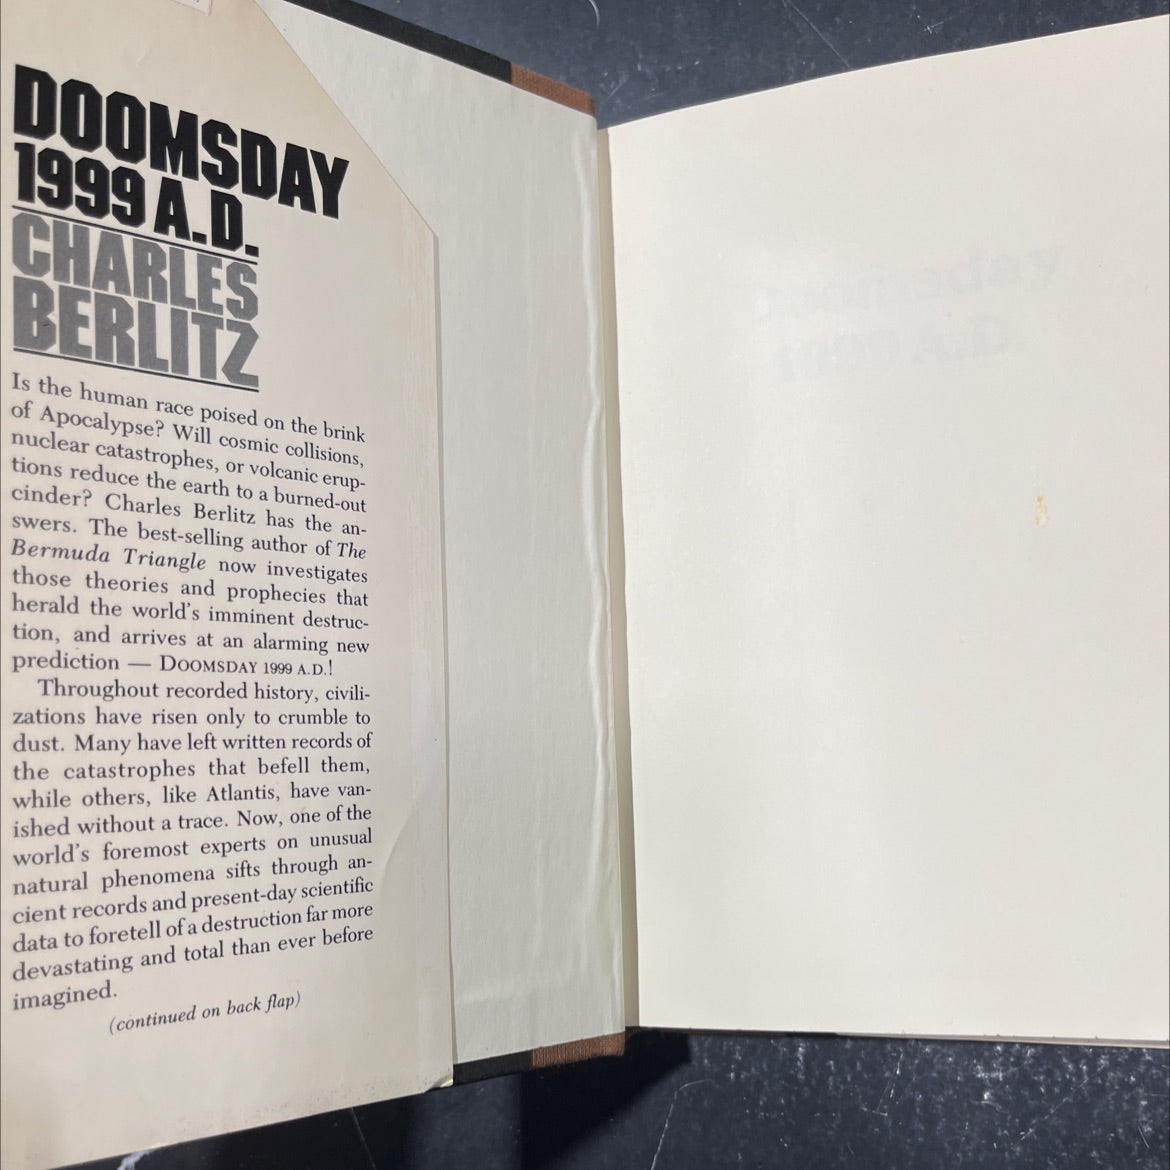 DOOMSDAY
1999 A.D.
CHARLES
BERLITZ
Is the human race poised on the brink
of Apocalypse? Will cosmic collisions,
nuclear catastrophes, or volcanic erup-
tions reduce the earth to a burned-out
cinder? Charles Berlitz has the an-
swers. The best-selling author of The
Bermuda Triangle now investigates
those theories and prophecies that
herald the world's imminent destruc-
tion, and arrives at an alarming new
prediction — DOOMSDAY 1999 A.D.!
Throughout recorded history, civili-
zations have risen only to crumble to
dust. Many have left written records of
the catastrophes that befell them,
while others, like Atlantis, have van-
ished without a trace. Now, one of the
world's foremost experts on unusual
natural phenomena sifts through an-
cient records and present-day scientific
data to foretell of a destruction far more
devastating and total than ever before
imagined.
(continued on back flap)
Doomsday
1999 A.D.